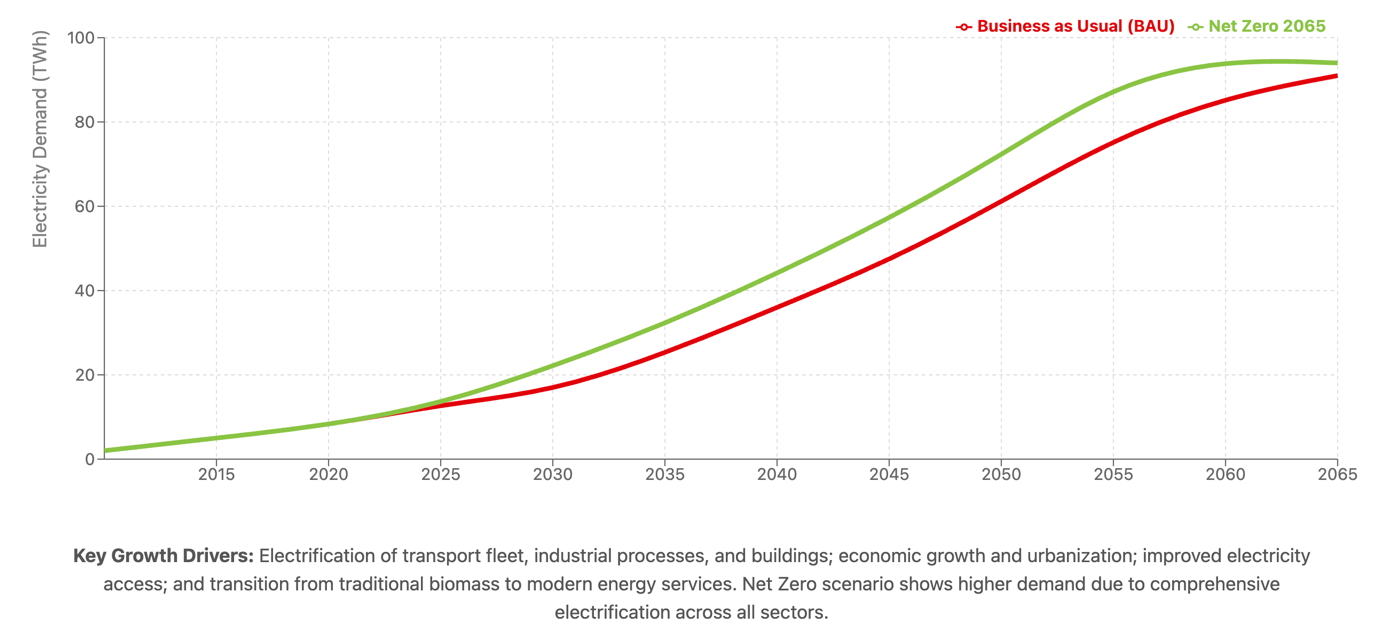 Business as Usual (BAU) Net Zero 2065
Electricity Demand (TWh)
100
80
60
40
20
0
2015 2020 2025 2030 2035 2040 2045 2050 2055 2060 2065
Key Growth Drivers: Electrification of transport fleet, industrial processes, and buildings; economic growth and urbanization; improved electricity
access; and transition from traditional biomass to modern energy services. Net Zero scenario shows higher demand due to comprehensive
electrification across all sectors.